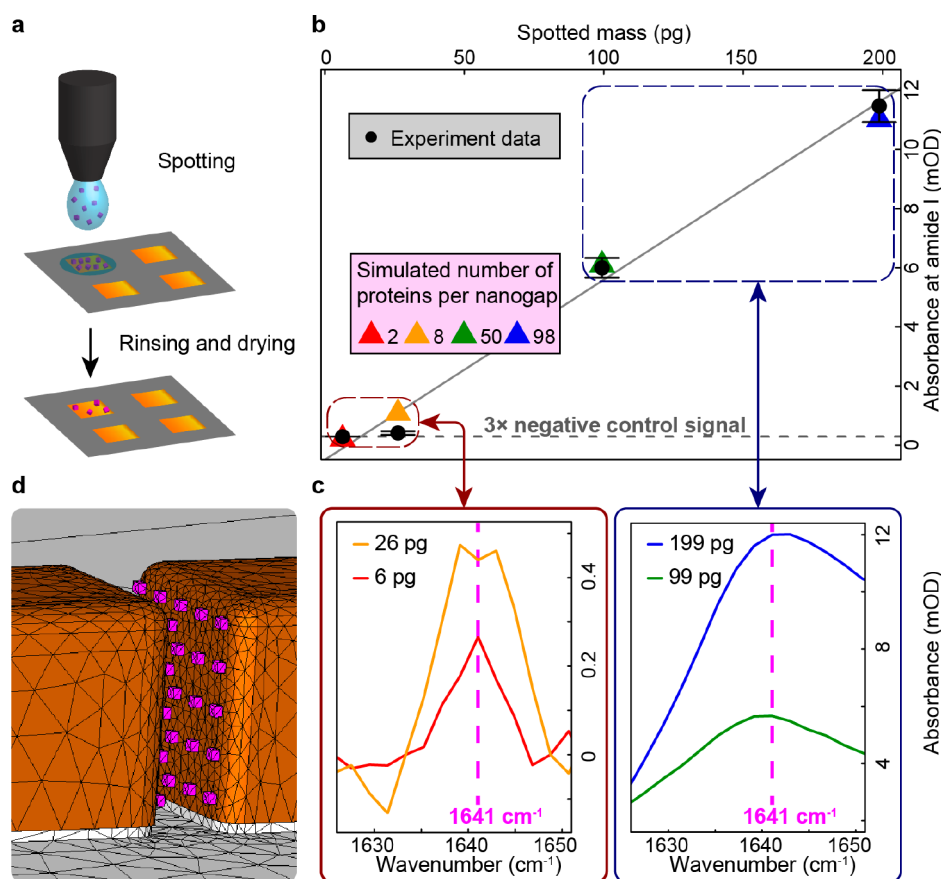 a
Spotting
Rinsing and drying
b
Spotted mass (pg)
0
50
100
150
200
Experiment data
Simulated number of
proteins per nanogap
2
8
50
98
3× negative control signal
12
10
8
6
4
2
0
Absorbance at amide I (mOD)
d
c
26 pg
6 pg
0.4
0.2
0
1641 cm⁻¹
1630
1640
1650
Wavenumber (cm⁻¹)
199 pg
99 pg
12
8
4
Absorbance (mOD)
1641 cm⁻¹
1630
1640
1650
Wavenumber (cm⁻¹)